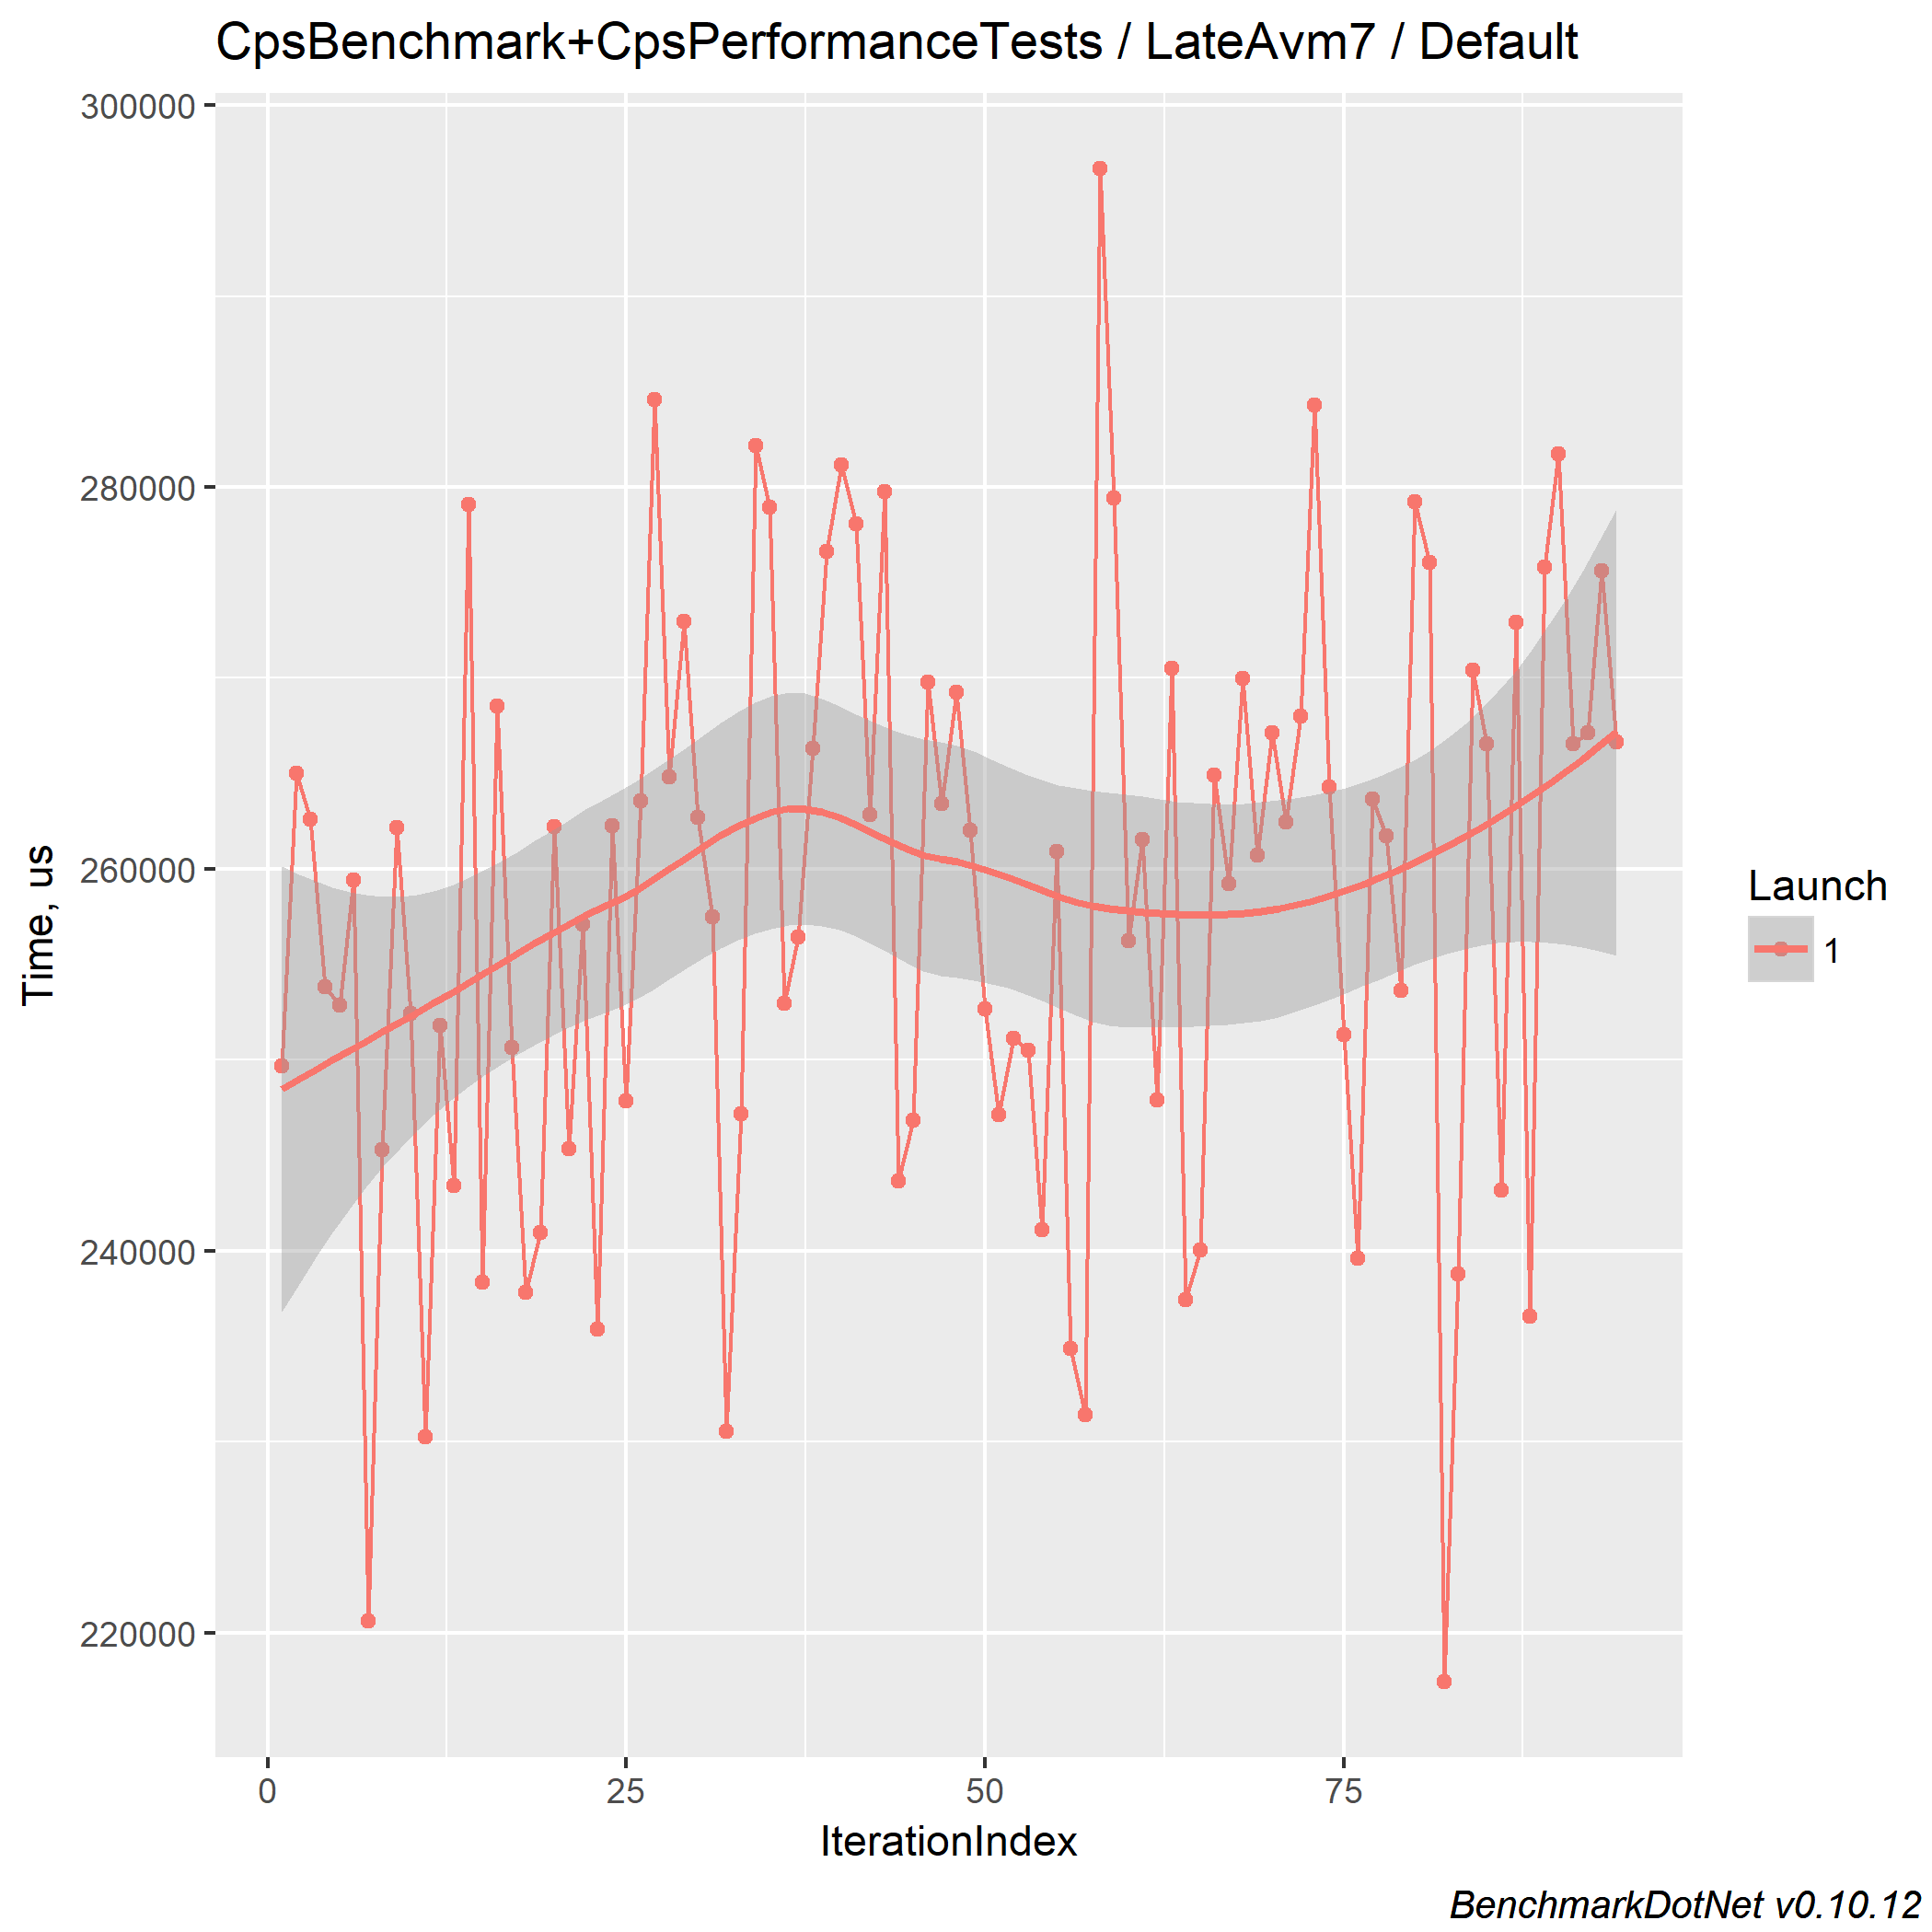 CpsBenchmark+CpsPerformanceTests / LateAvm7 / Default
300000
280000
260000
240000
220000
Time, us
0 25 50 75
IterationIndex
Launch
1
BenchmarkDotNet v0.10.12